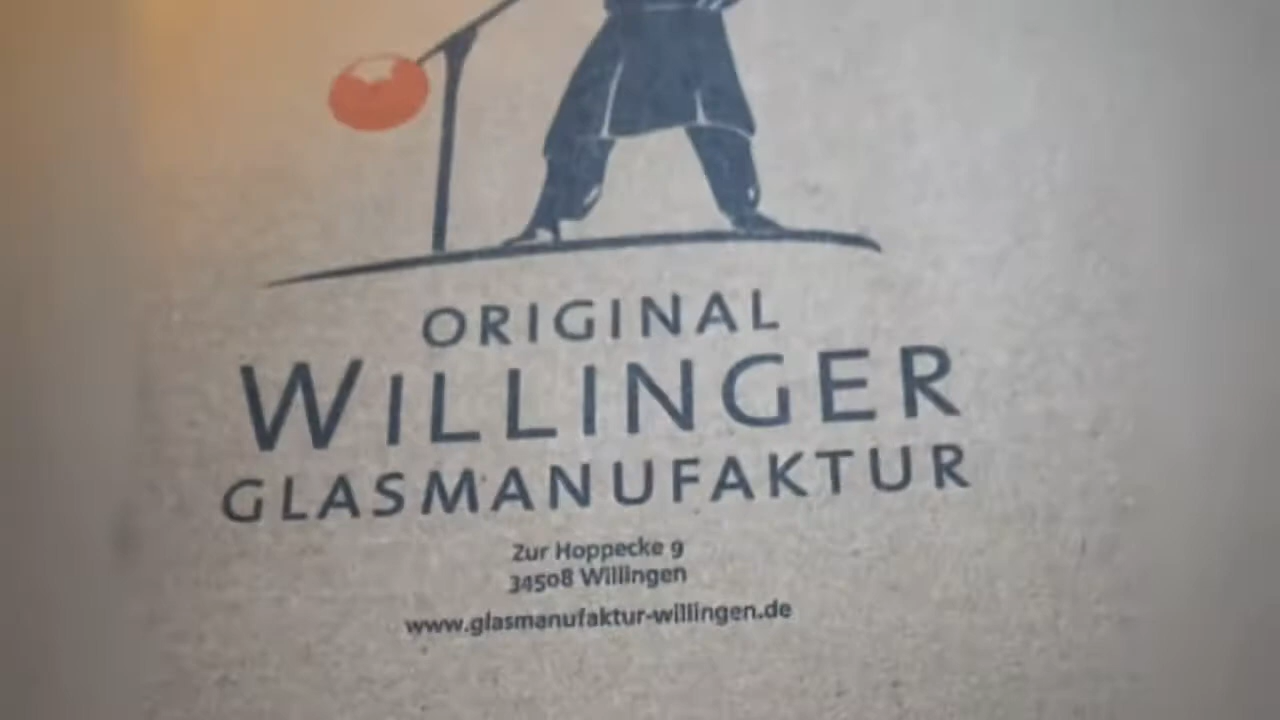 ORIGINAL
WILLINGER
GLASMANUFAKTUR
Zur Hoppecke 9
34508 Willingen
www.glasmanufaktur-willingen.de